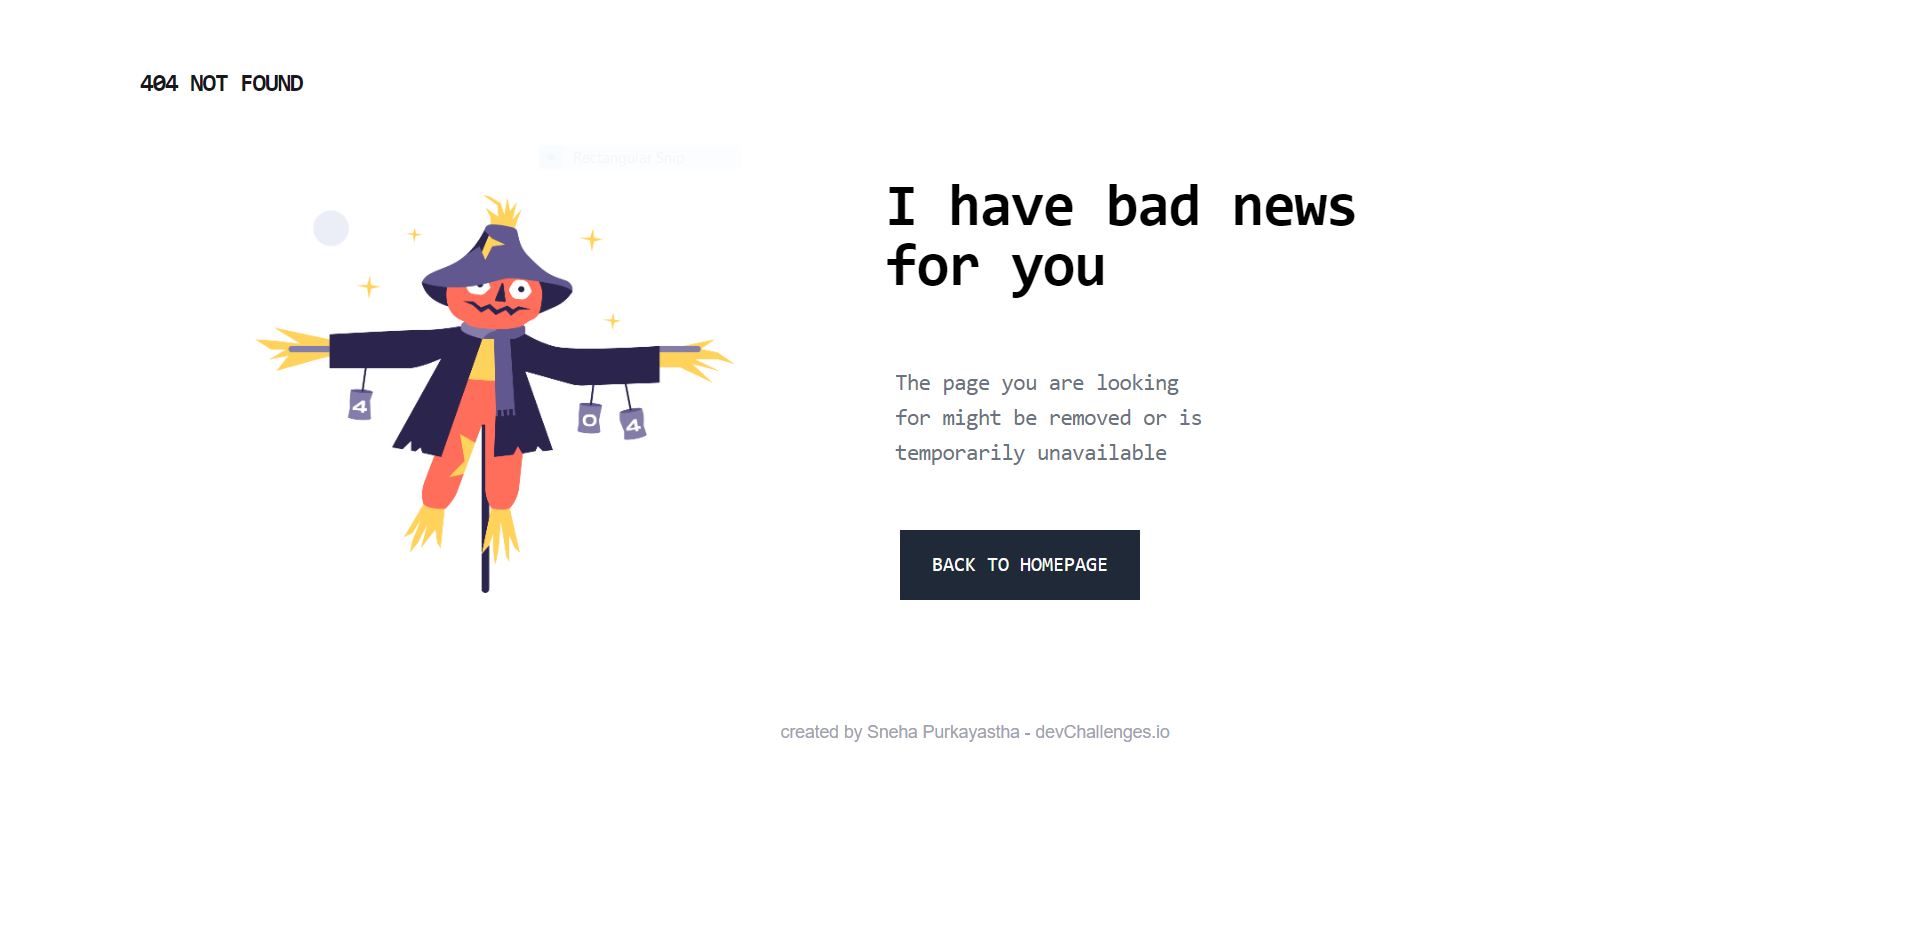 404 NOT FOUND
Rectangular Snip
I have bad news
for you
4
0
4
The page you are looking
for might be removed or is
temporarily unavailable
BACK TO HOMEPAGE
created by Sneha Purkayastha - devChallenges.io